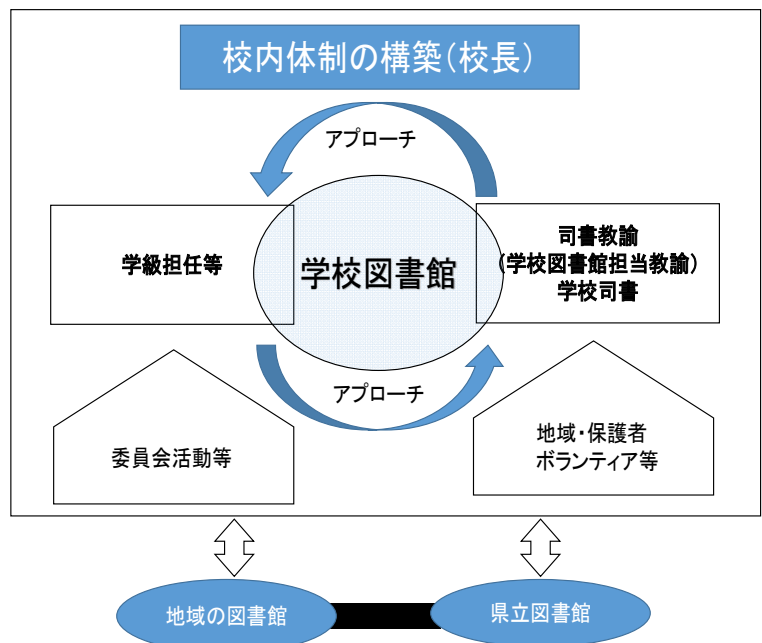 校内体制の構築(校長)
アプローチ
学級担任等
学校図書館
司書教諭
(学校図書館担当教諭)
学校司書
アプローチ
委員会活動等
地域・保護者
ボランティア等
地域の図書館
県立図書館